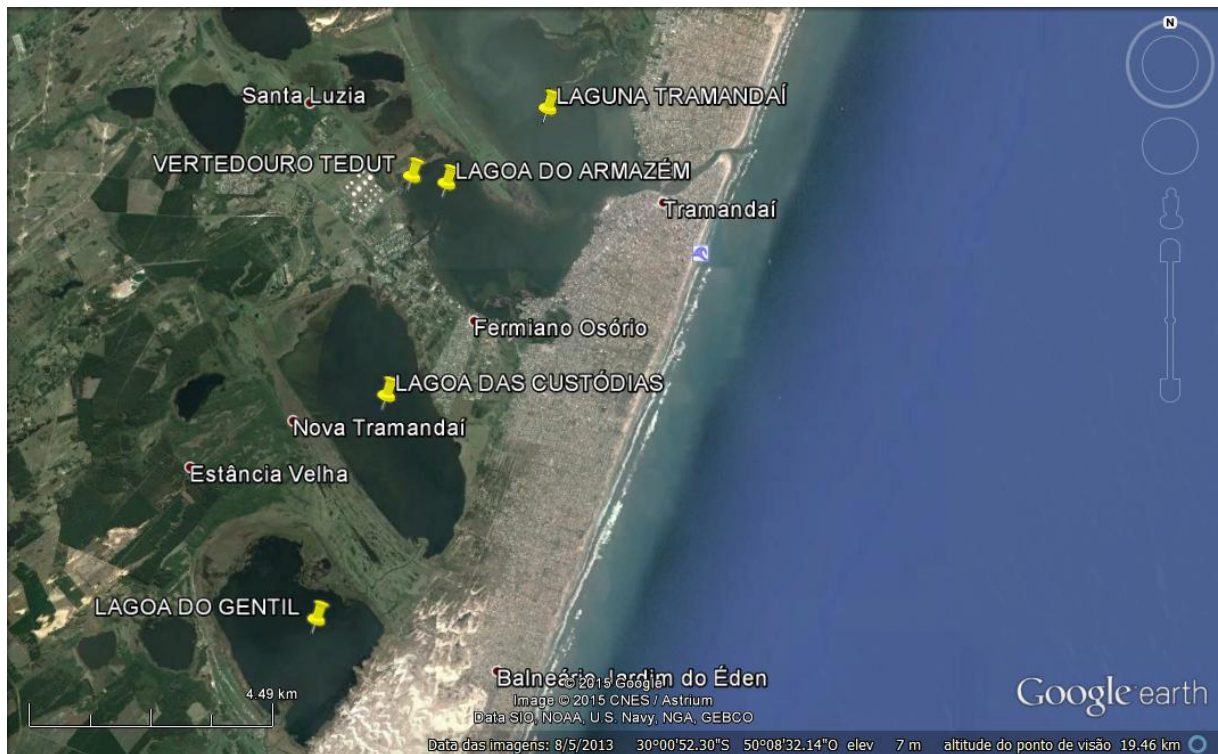 N
Santa Luzia
LAGUNA TRAMANDAÍ
VERTEDOURO TEDUT
LAGOA DO ARMAZÉM
Tramandaí
Fermiano Osório
LAGOA DAS CUSTÓDIAS
Nova Tramandaí
Estância Velha
LAGOA DO GENTIL
Balneário Jardim do Éden
4.49 km
© 2015 Google
Image © 2015 CNES / Astrium
Data SIO, NOAA, U.S. Navy, NGA, GEBCO
Google earth
Data das imagens: 8/5/2013 30°00'52.30"S 50°08'32.14"O elev 7 m altitude do ponto de visão 19.46 km